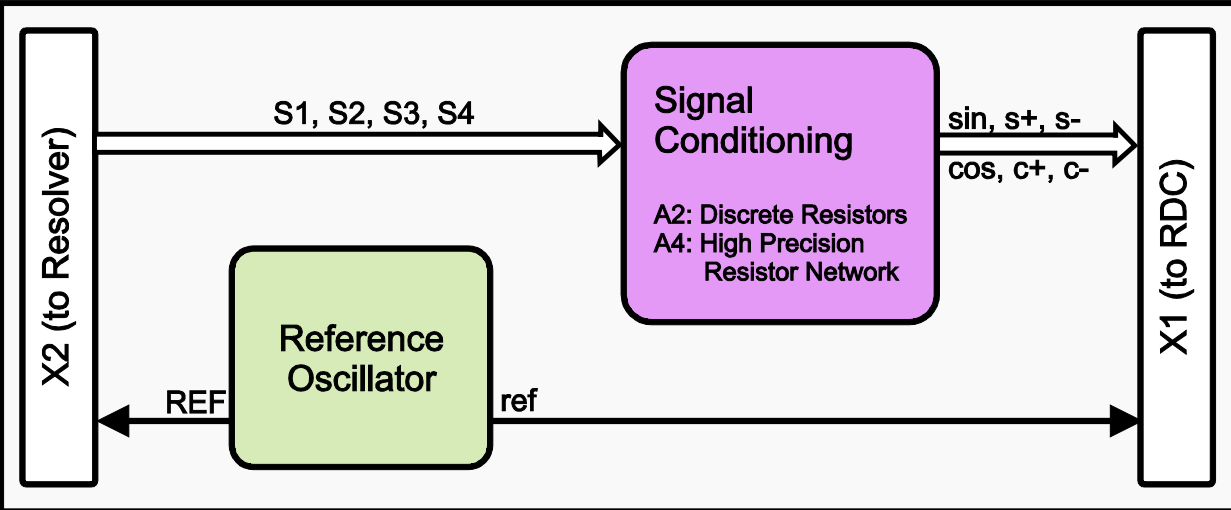 X2 (to Resolver)
S1, S2, S3, S4
Signal
Conditioning
A2: Discrete Resistors
A4: High Precision
Resistor Network
sin, s+, s-
cos, c+, c-
X1 (to RDC)
Reference
Oscillator
REF
ref